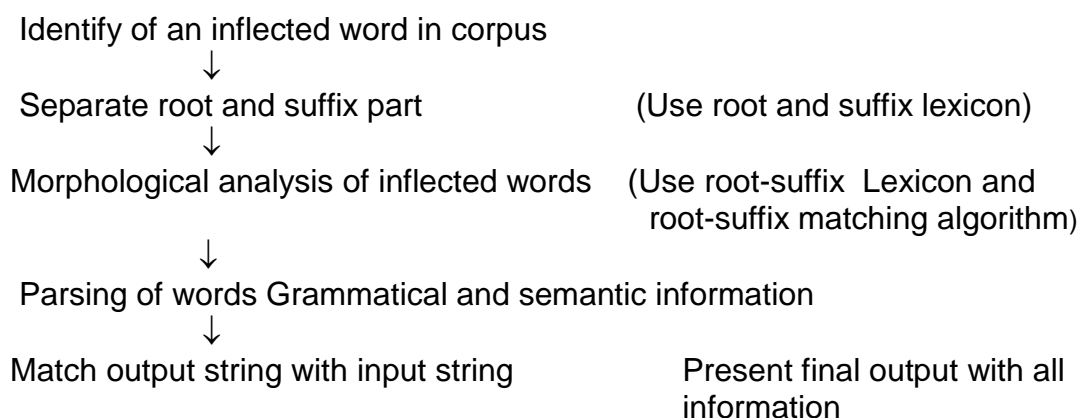 Identify of an inflected word in corpus
↓
Separate root and suffix part (Use root and suffix lexicon)
↓
Morphological analysis of inflected words (Use root-suffix Lexicon and
root-suffix matching algorithm)
↓
Parsing of words Grammatical and semantic information
↓
Match output string with input string Present final output with all
information